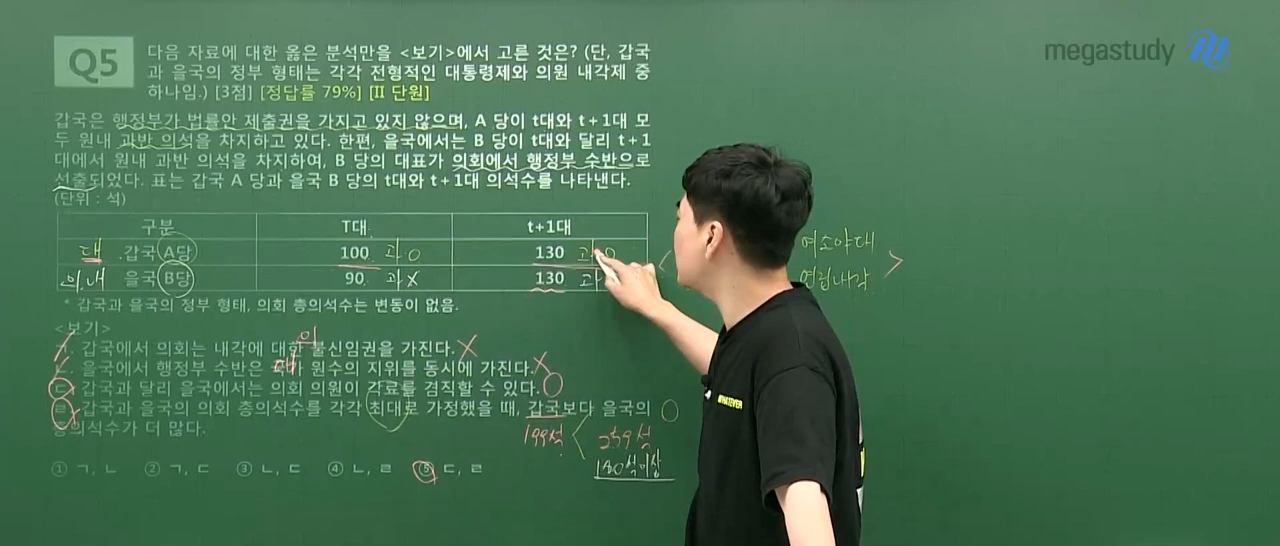 Q5
다음 자료에 대한 옳은 분석만을 <보기>에서 고른 것은? (단, 갑국
과 을국의 정부 형태는 각각 전형적인 대통령제와 의원 내각제 중
하나임.) [3점] [정답률 79%] [Ⅱ 단원]
megastudy
갑국은 행정부가 법률안 제출권을 가지고 있지 않으며, A 당이 t대와 t+1대 모
두 원내 과반 의석을 차지하고 있다. 한편, 을국에서는 B 당이 t대와 달리 t+1
대에서 원내 과반 의석을 차지하여, B 당의 대표가 의회에서 행정부 수반으로
선출되었다. 표는 갑국 A 당과 을국 B 당의 t대와 t+1대 의석수를 나타낸다.
(단위 : 석)
구분 T대 t+1대
대 갑국 A당 100 과○ 130 과○
의.내 을국 B당 90 과× 130 과
여소야대
연립내각
* 갑국과 을국의 정부 형태, 의회 총의석수는 변동이 없음.
<보기>
의
ㄱ. 갑국에서 의회는 내각에 대한 불신임권을 가진다. ×
대
ㄴ. 을국에서 행정부 수반은 국가 원수의 지위를 동시에 가진다. ×
ㄷ. 갑국과 달리 을국에서는 의회 의원이 각료를 겸직할 수 있다. ○
ㄹ. 갑국과 을국의 의회 총의석수를 각각 최대로 가정했을 때, 갑국보다 을국의 ○
총의석수가 더 많다.
199석 < 259석
180석이상
① ㄱ, ㄴ ② ㄱ, ㄷ ③ ㄴ, ㄷ ④ ㄴ, ㄹ ⑤ ㄷ, ㄹ
WHATEVER